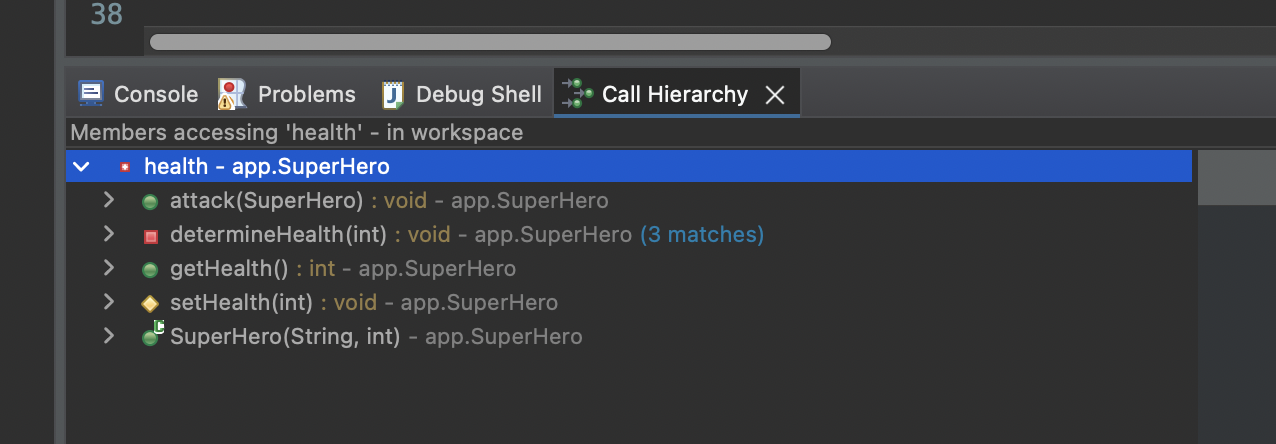 38
Console Problems Debug Shell Call Hierarchy
Members accessing 'health' - in workspace
health - app.SuperHero
attack(SuperHero) : void - app.SuperHero
determineHealth(int) : void - app.SuperHero (3 matches)
getHealth() : int - app.SuperHero
setHealth(int) : void - app.SuperHero
SuperHero(String, int) - app.SuperHero